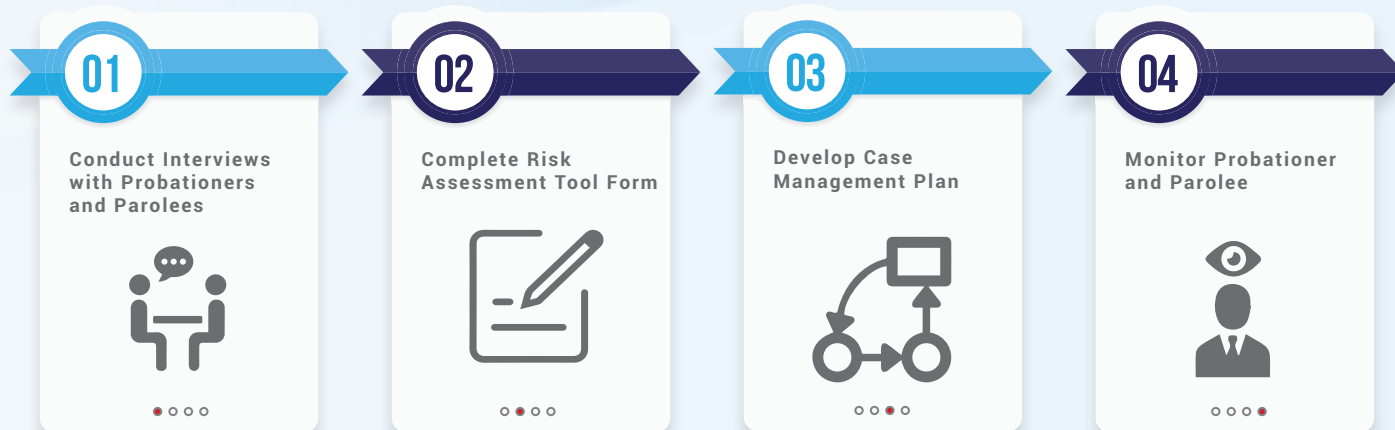 01
Conduct Interviews
with Probationers
and Parolees
02
Complete Risk
Assessment Tool Form
03
Develop Case
Management Plan
04
Monitor Probationer
and Parolee